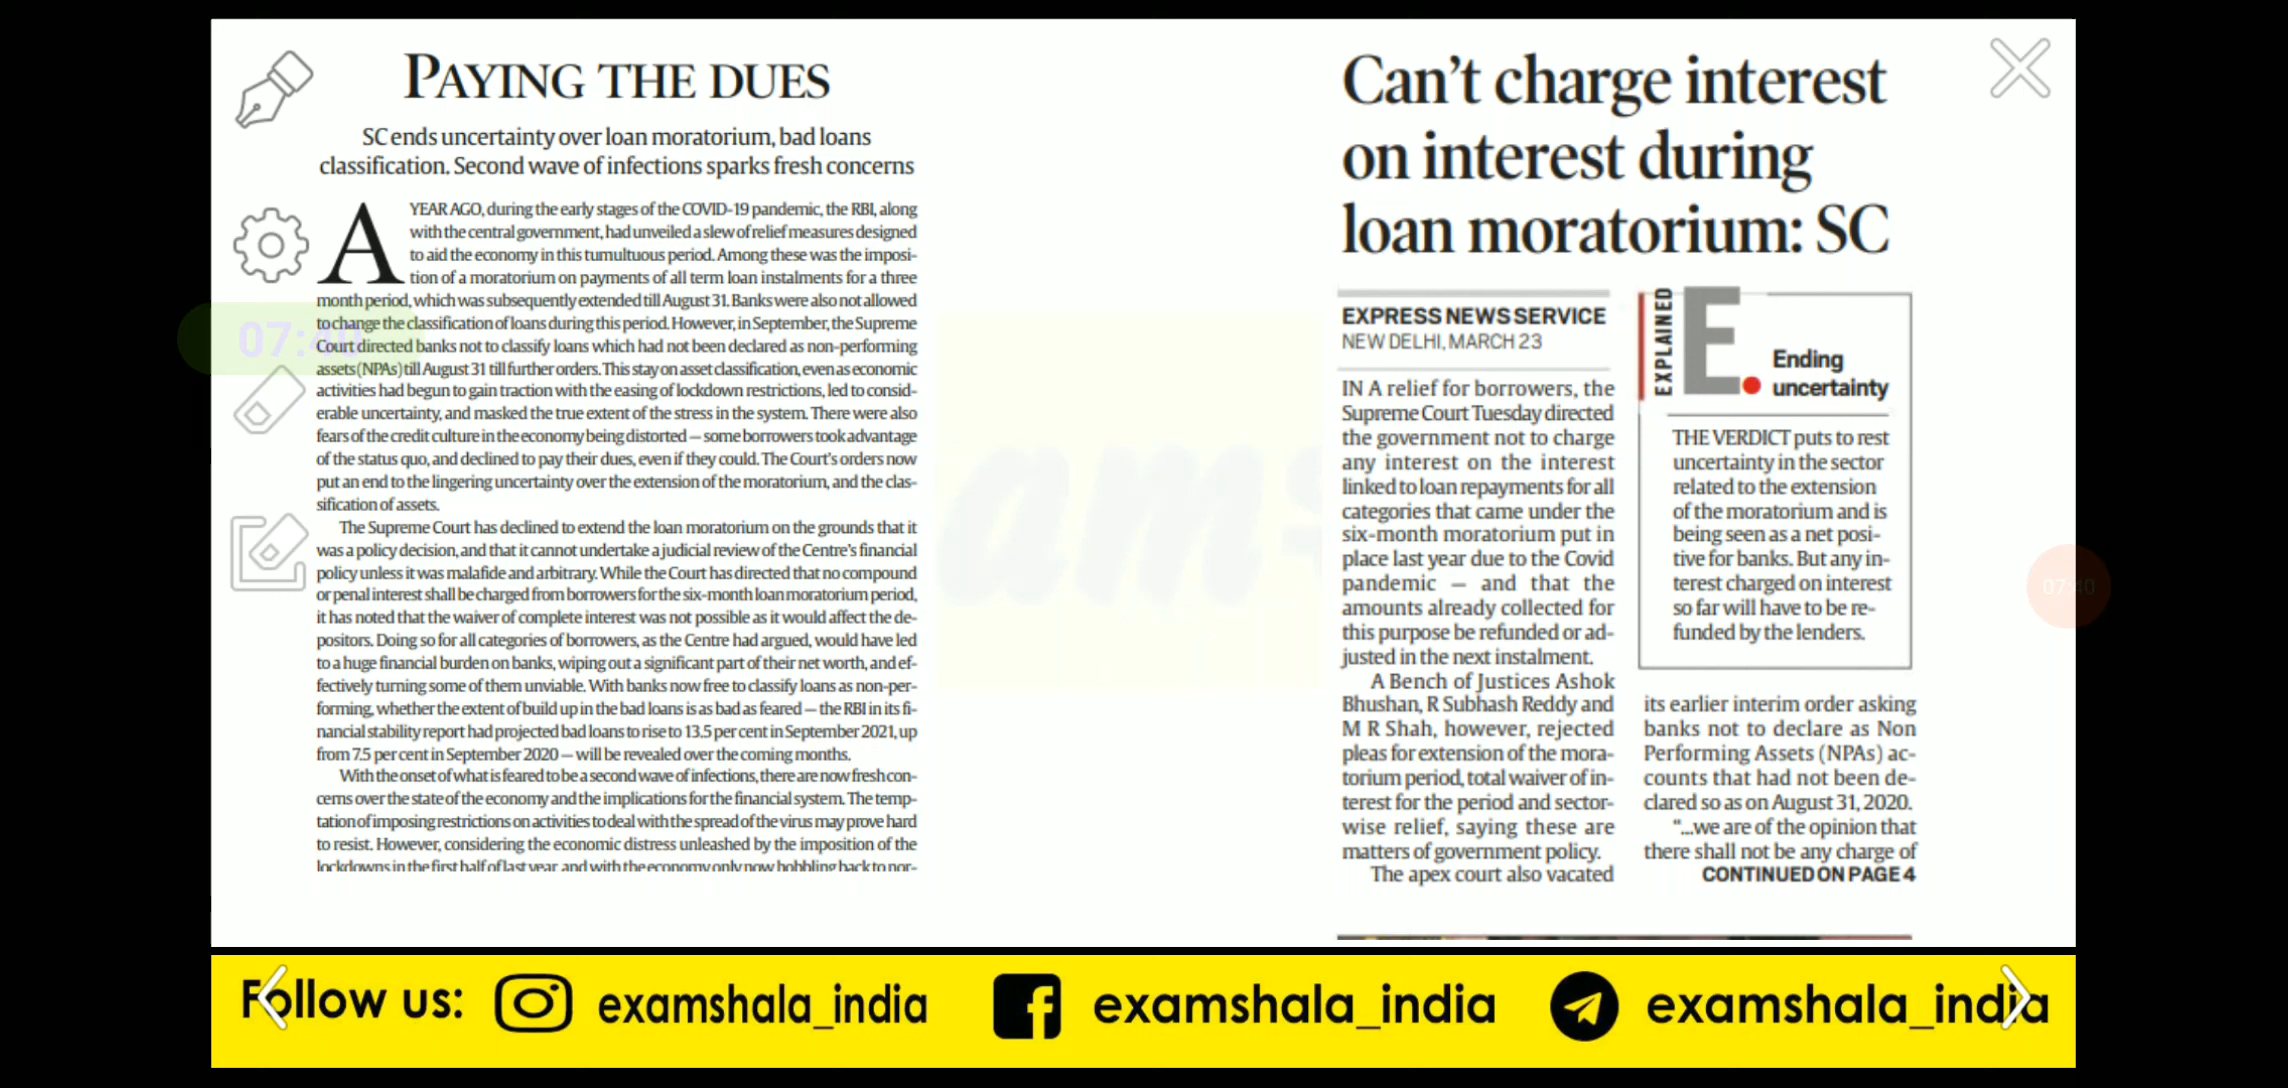 PAYING THE DUES
SC ends uncertainty over loan moratorium, bad loans
classification. Second wave of infections sparks fresh concerns
A YEAR AGO, during the early stages of the COVID-19 pandemic, the RBI, along
with the central government, had unveiled a slew of relief measures designed
to aid the economy in this tumultuous period. Among these was the imposi-
tion of a moratorium on payments of all term loan instalments for a three
month period, which was subsequently extended till August 31. Banks were also not allowed
to change the classification of loans during this period. However, in September, the Supreme
Court directed banks not to classify loans which had not been declared as non-performing
assets (NPAs) till August 31 till further orders. This stay on asset classification, even as economic
activities had begun to gain traction with the easing of lockdown restrictions, led to consid-
erable uncertainty, and masked the true extent of the stress in the system. There were also
fears of the credit culture in the economy being distorted — some borrowers took advantage
of the status quo, and declined to pay their dues, even if they could. The Court's orders now
put an end to the lingering uncertainty over the extension of the moratorium, and the clas-
sification of assets.
The Supreme Court has declined to extend the loan moratorium on the grounds that it
was a policy decision, and that it cannot undertake a judicial review of the Centre's financial
policy unless it was malafide and arbitrary. While the Court has directed that no compound
or penal interest shall be charged from borrowers for the six-month loan moratorium period,
it has noted that the waiver of complete interest was not possible as it would affect the de-
positors. Doing so for all categories of borrowers, as the Centre had argued, would have led
to a huge financial burden on banks, wiping out a significant part of their net worth, and ef-
fectively turning some of them unviable. With banks now free to classify loans as non-per-
forming, whether the extent of build up in the bad loans is as bad as feared — the RBI in its fi-
nancial stability report had projected bad loans to rise to 13.5 per cent in September 2021, up
from 7.5 per cent in September 2020 — will be revealed over the coming months.
With the onset of what is feared to be a second wave of infections, there are now fresh con-
cerns over the state of the economy and the implications for the financial system. The temp-
tation of imposing restrictions on activities to deal with the spread of the virus may prove hard
to resist. However, considering the economic distress unleashed by the imposition of the
lockdowns in the first half of last year, and with the economy only now hobbling back to nor-
07:40
am
Can't charge interest
on interest during
loan moratorium: SC
EXPRESS NEWS SERVICE
NEW DELHI, MARCH 23
IN A relief for borrowers, the
Supreme Court Tuesday directed
the government not to charge
any interest on the interest
linked to loan repayments for all
categories that came under the
six-month moratorium put in
place last year due to the Covid
pandemic — and that the
amounts already collected for
this purpose be refunded or ad-
justed in the next instalment.
A Bench of Justices Ashok
Bhushan, R Subhash Reddy and
M R Shah, however, rejected
pleas for extension of the mora-
torium period, total waiver of in-
terest for the period and sector-
wise relief, saying these are
matters of government policy.
The apex court also vacated
EXPLAINED
E.
Ending
uncertainty
THE VERDICT puts to rest
uncertainty in the sector
related to the extension
of the moratorium and is
being seen as a net posi-
tive for banks. But any in-
terest charged on interest
so far will have to be re-
funded by the lenders.
its earlier interim order asking
banks not to declare as Non
Performing Assets (NPAs) ac-
counts that had not been de-
clared so as on August 31, 2020.
"...we are of the opinion that
there shall not be any charge of
CONTINUED ON PAGE 4
07:40
Follow us: examshala_india examshala_india examshala_india